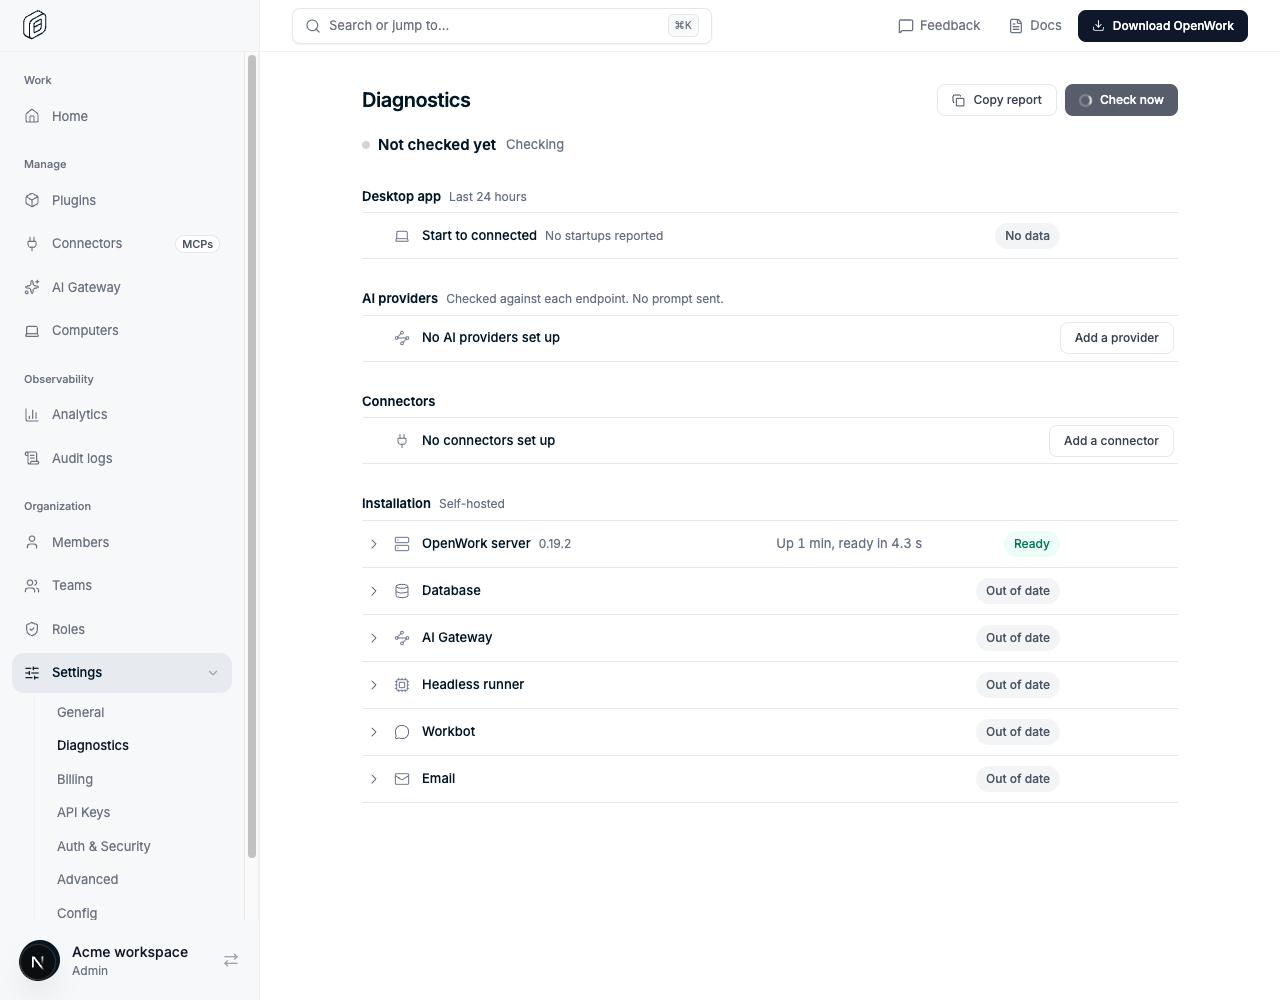 Search or jump to...
⌘K
Feedback
Docs
Download OpenWork
Work
Home
Manage
Plugins
Connectors
MCPs
AI Gateway
Computers
Observability
Analytics
Audit logs
Organization
Members
Teams
Roles
Settings
General
Diagnostics
Billing
API Keys
Auth & Security
Advanced
Config
N
Acme workspace
Admin
Diagnostics
Copy report
Check now
Not checked yet Checking
Desktop app Last 24 hours
Start to connected No startups reported No data
AI providers Checked against each endpoint. No prompt sent.
No AI providers set up Add a provider
Connectors
No connectors set up Add a connector
Installation Self-hosted
OpenWork server 0.19.2 Up 1 min, ready in 4.3 s Ready
Database Out of date
AI Gateway Out of date
Headless runner Out of date
Workbot Out of date
Email Out of date